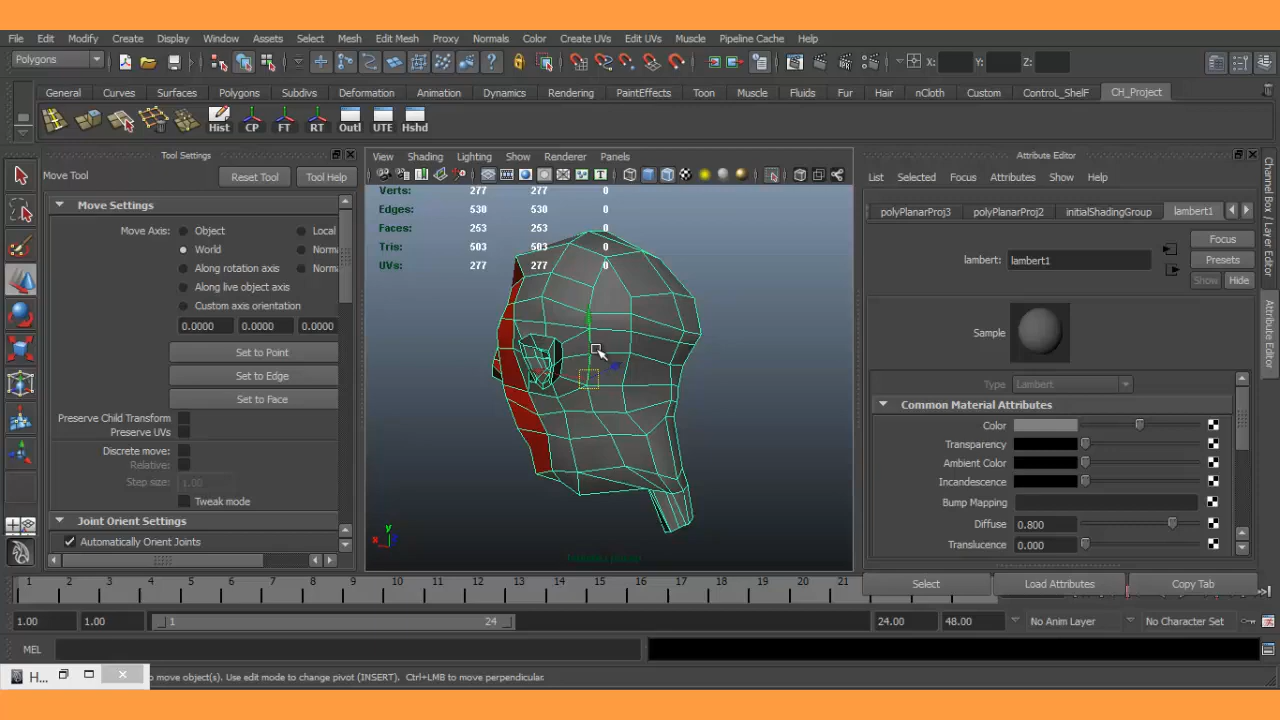 File Edit Modify Create Display Window Assets Select Mesh Edit Mesh Proxy Normals Color Create UVs Edit UVs Muscle Pipeline Cache Help
Polygons X: Y: Z:
General Curves Surfaces Polygons Subdivs Deformation Animation Dynamics Rendering PaintEffects Toon Muscle Fluids Fur Hair nCloth Custom ControL_ShelF CH_Project
Hist CP FT RT Outl UTE Hshd
Tool Settings
Move Tool Reset Tool Tool Help
Move Settings
Move Axis: Object Local
World Norm
Along rotation axis Norm
Along live object axis
Custom axis orientation
0.0000 0.0000 0.0000
Set to Point
Set to Edge
Set to Face
Preserve Child Transform
Preserve UVs
Discrete move:
Relative:
Step size: 1.00
Tweak mode
Joint Orient Settings
Automatically Orient Joints
View Shading Lighting Show Renderer Panels
Verts: 277 277 0
Edges: 530 530 0
Faces: 253 253 0
Tris: 503 503 0
UVs: 277 277 0
y
x
Attribute Editor
List Selected Focus Attributes Show Help
polyPlanarProj3 polyPlanarProj2 initialShadingGroup lambert1
Focus
lambert: lambert1 Presets
Show Hide
Sample
Type Lambert
Common Material Attributes
Color
Transparency
Ambient Color
Incandescence
Bump Mapping
Diffuse 0.800
Translucence 0.000
Select Load Attributes Copy Tab
Channel Box / Layer Editor
Attribute Editor
1 2 3 4 5 6 7 8 9 10 11 12 13 14 15 16 17 18 19 20 21
1.00 1.00 1 24 24.00 48.00 No Anim Layer No Character Set
MEL
H... to move object(s). Use edit mode to change pivot (INSERT). Ctrl+LMB to move perpendicular.